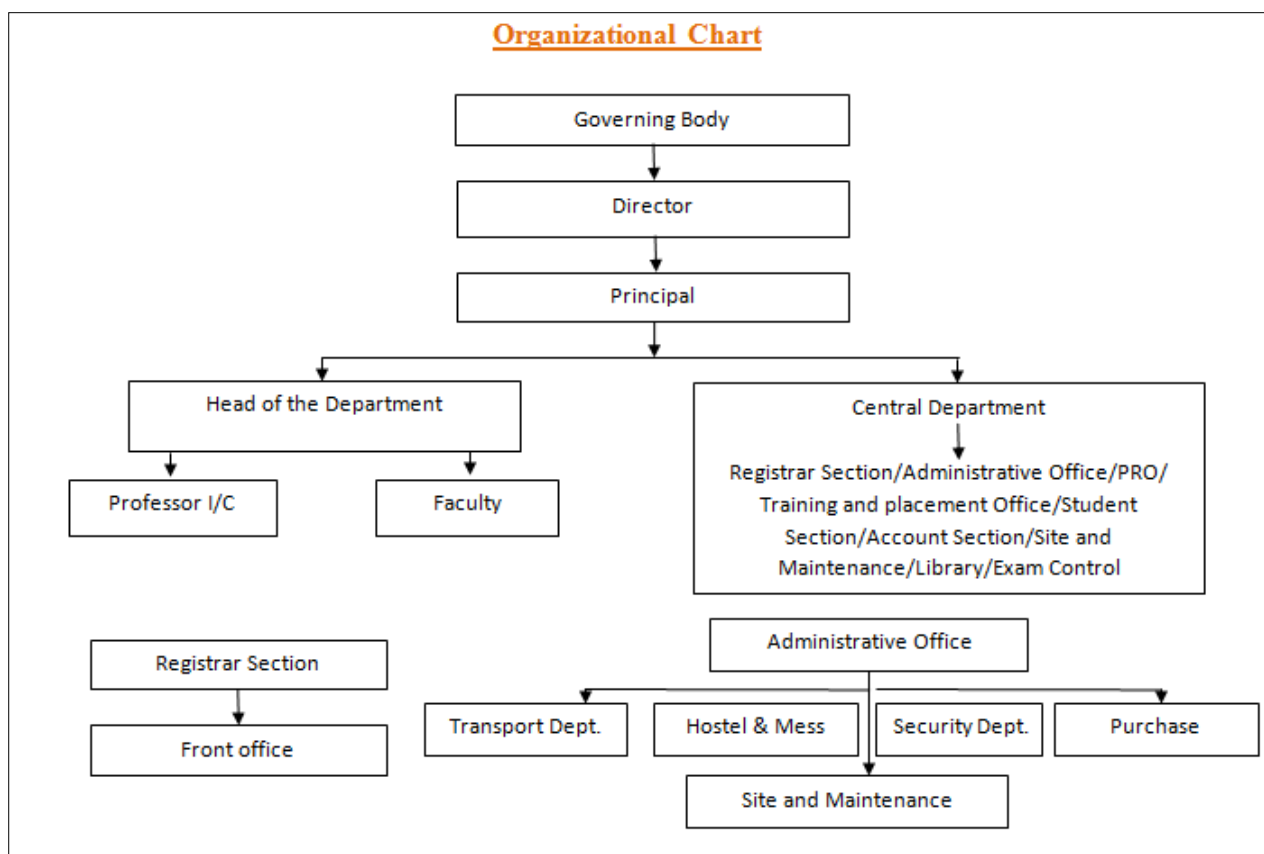 Organizational Chart
Governing Body
Director
Principal
Head of the Department
Central Department
Registrar Section/Administrative Office/PRO/
Training and placement Office/Student
Section/Account Section/Site and
Maintenance/Library/Exam Control
Professor I/C
Faculty
Registrar Section
Front office
Administrative Office
Transport Dept.
Hostel & Mess
Security Dept.
Purchase
Site and Maintenance